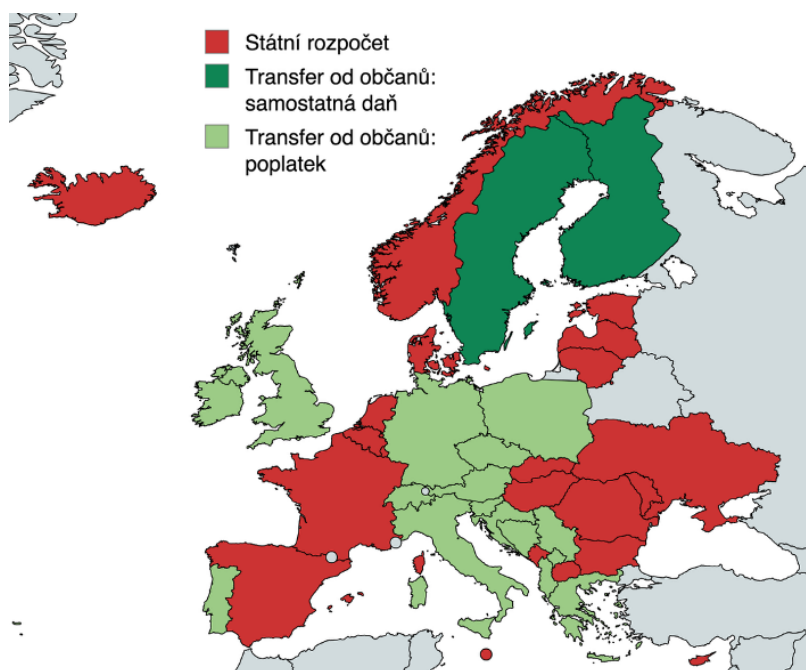 Státní rozpočet
Transfer od občanů:
samostatná daň
Transfer od občanů:
poplatek